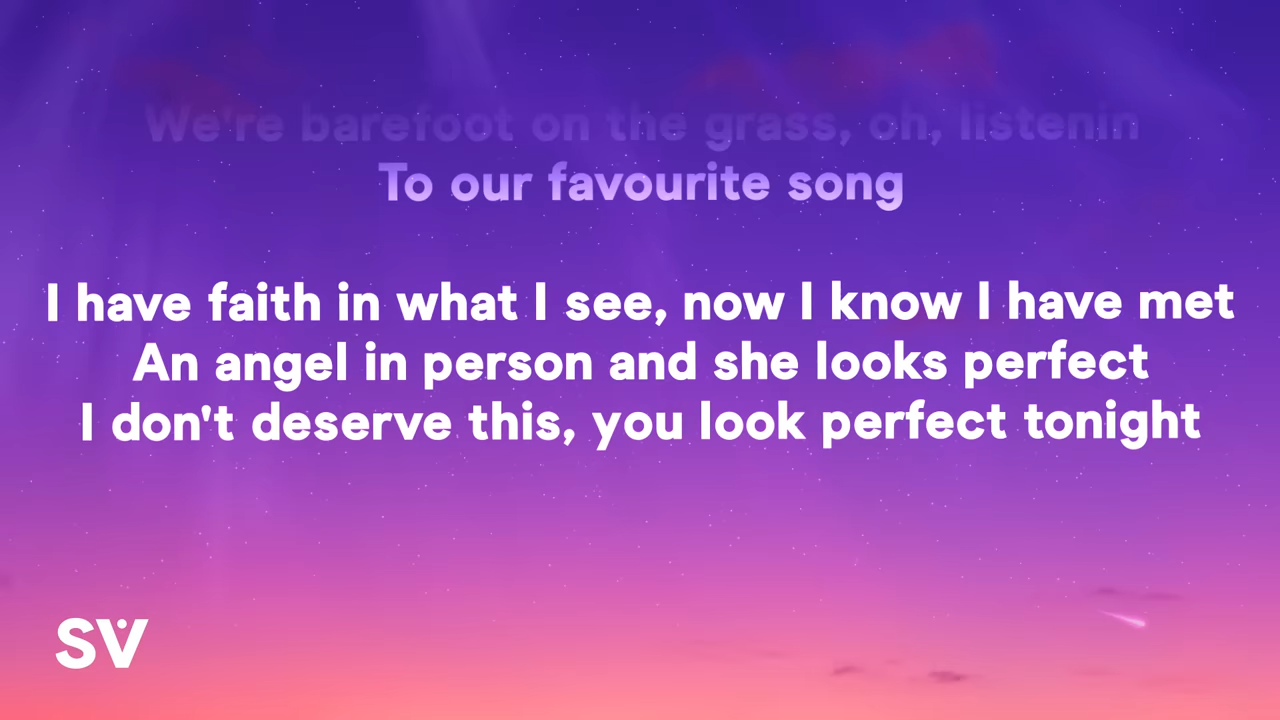 We're barefoot on the grass, oh, listenin
To our favourite song
I have faith in what I see, now I know I have met
An angel in person and she looks perfect
I don't deserve this, you look perfect tonight
SV